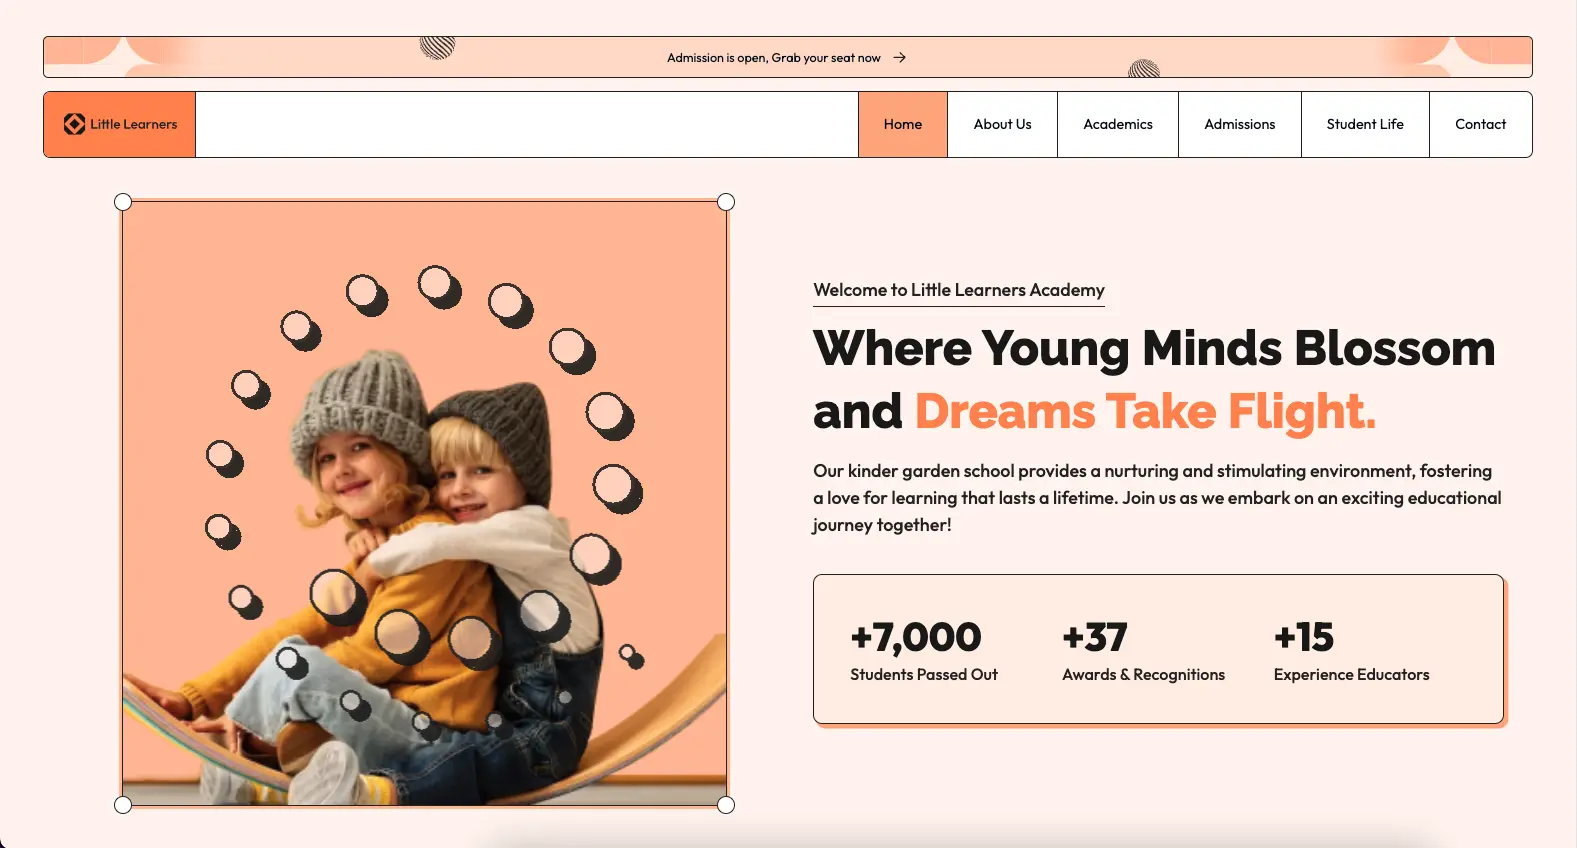 Admission is open, Grab your seat now
Little Learners
Home
About Us
Academics
Admissions
Student Life
Contact
Welcome to Little Learners Academy
Where Young Minds Blossom
and Dreams Take Flight.
Our kinder garden school provides a nurturing and stimulating environment, fostering
a love for learning that lasts a lifetime. Join us as we embark on an exciting educational
journey together!
+7,000
Students Passed Out
+37
Awards & Recognitions
+15
Experience Educators